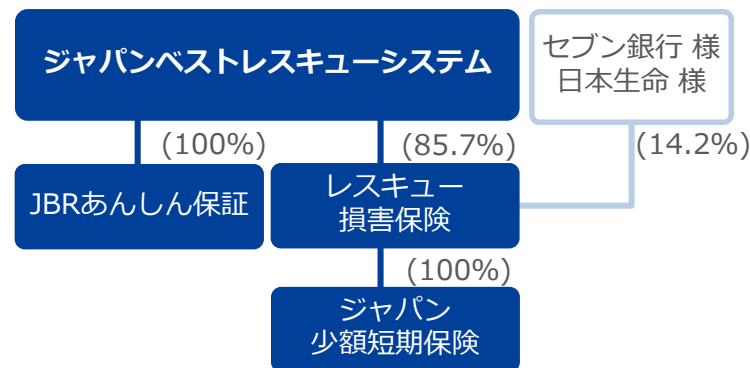 ジャパンベストレスキューシステム
セブン銀行 様
日本生命 様
(100%)
(85.7%)
(14.2%)
JBRあんしん保証
レスキュー
損害保険
(100%)
ジャパン
少額短期保険